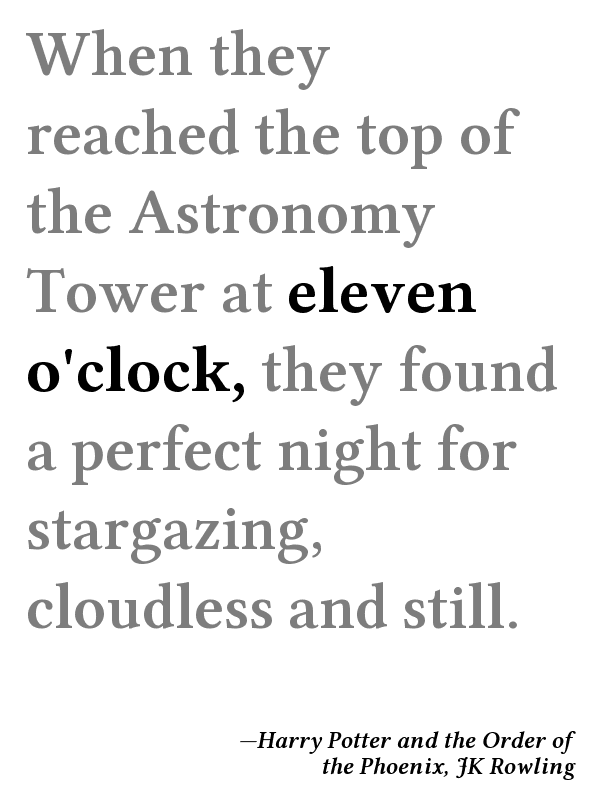 When they
reached the top of
the Astronomy
Tower at eleven
o'clock, they found
a perfect night for
stargazing,
cloudless and still.
—Harry Potter and the Order of
the Phoenix, JK Rowling